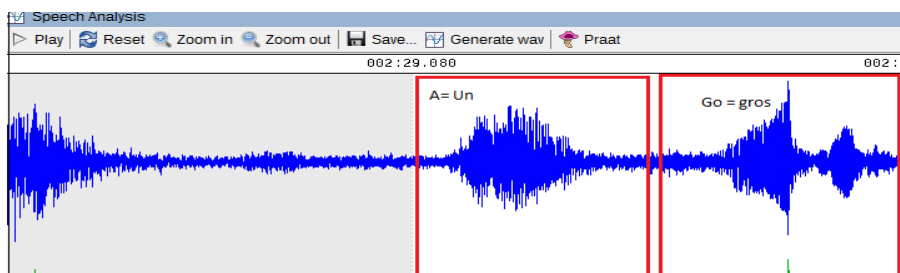 Speech Analysis
Play Reset Zoom in Zoom out Save... Generate wav Praat
002:29.080 002:
A= Un
Go = gros